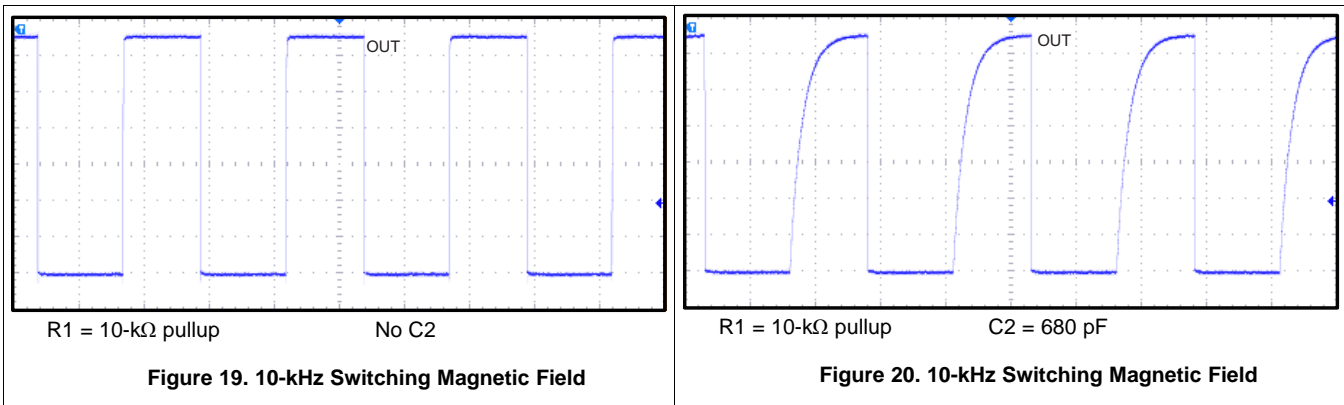 OUT
R1 = 10-kΩ pullup No C2
Figure 19. 10-kHz Switching Magnetic Field
OUT
R1 = 10-kΩ pullup C2 = 680 pF
Figure 20. 10-kHz Switching Magnetic Field